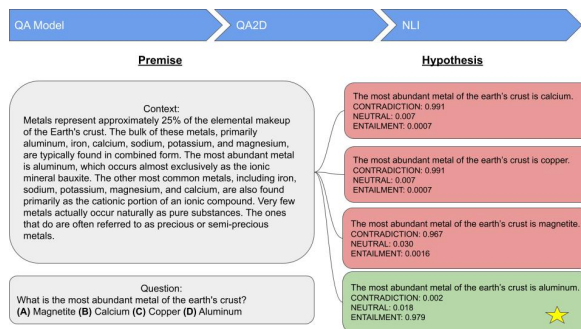 QA Model
QA2D
NLI
Premise
Hypothesis
Context:
Metals represent approximately 25% of the elemental makeup
of the Earth's crust. The bulk of these metals, primarily
aluminum, iron, calcium, sodium, potassium, and magnesium,
are typically found in combined form. The most abundant metal
is aluminum, which occurs almost exclusively as the ionic
mineral bauxite. The other most common metals, including iron,
sodium, potassium, magnesium, and calcium, are also found
primarily as the cationic portion of an ionic compound. Very few
metals actually occur naturally as pure substances. The ones
that do are often referred to as precious or semi-precious
metals.
Question:
What is the most abundant metal of the earth's crust?
(A) Magnetite (B) Calcium (C) Copper (D) Aluminum
The most abundant metal of the earth's crust is calcium.
CONTRADICTION: 0.991
NEUTRAL: 0.007
ENTAILMENT: 0.0007
The most abundant metal of the earth's crust is copper.
CONTRADICTION: 0.991
NEUTRAL: 0.007
ENTAILMENT: 0.0007
The most abundant metal of the earth's crust is magnetite.
CONTRADICTION: 0.967
NEUTRAL: 0.030
ENTAILMENT: 0.0016
The most abundant metal of the earth's crust is aluminum.
CONTRADICTION: 0.002
NEUTRAL: 0.018
ENTAILMENT: 0.979